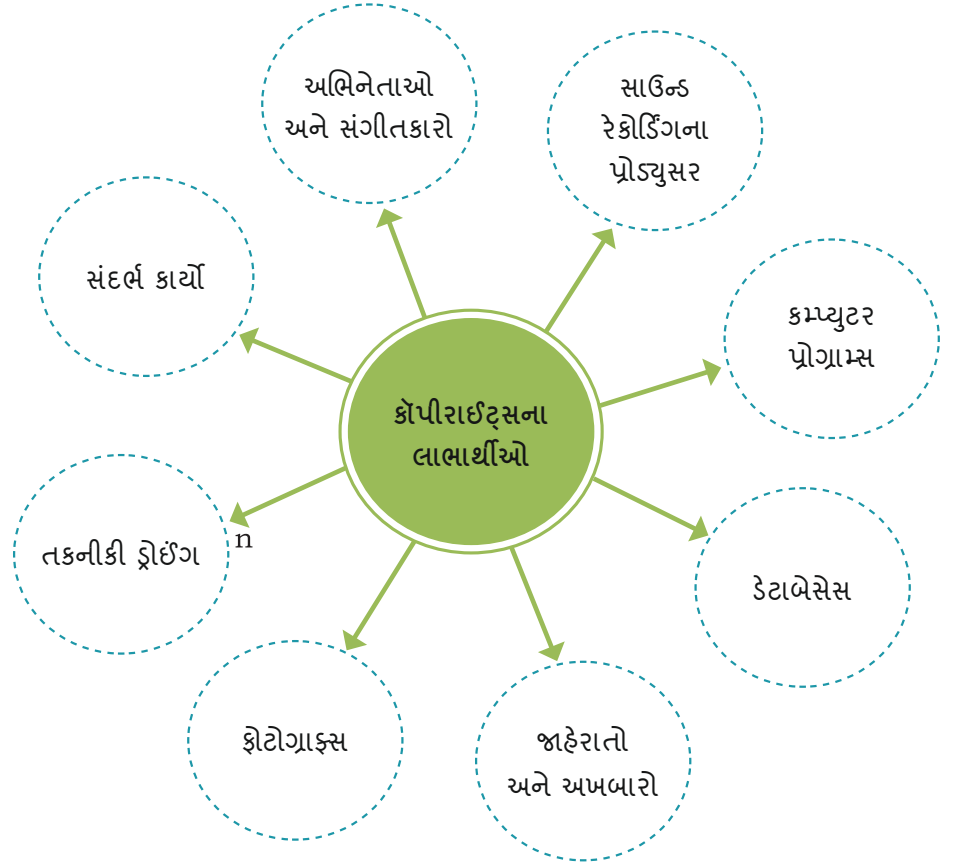 અભિનેતાઓ
અને સંગીતકારો
સાઉન્ડ
રેકોર્ડિંગના
પ્રોડ્યુસર
સંદર્ભ કાર્યો
કમ્પ્યુટર
પ્રોગ્રામ્સ
કૉપીરાઈટ્સના
લાભાર્થીઓ
તકનીકી ડ્રોઈંગ
n
ડેટાબેસેસ
ફોટોગ્રાફ્સ
જાહેરાતો
અને અખબારો